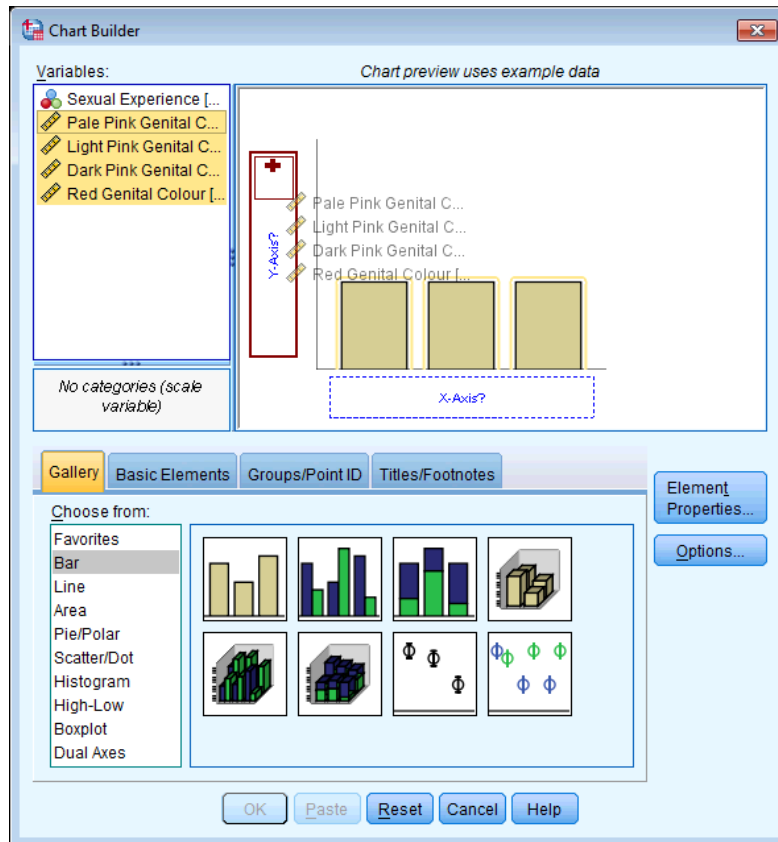 Chart Builder
Variables:
Chart preview uses example data
Sexual Experience [...
Pale Pink Genital C...
Light Pink Genital C...
Dark Pink Genital C...
Red Genital Colour [...
No categories (scale
variable)
Y-Axis?
Pale Pink Genital C...
Light Pink Genital C...
Dark Pink Genital C...
Red Genital Colour [...
X-Axis?
Gallery
Basic Elements
Groups/Point ID
Titles/Footnotes
Choose from:
Favorites
Bar
Line
Area
Pie/Polar
Scatter/Dot
Histogram
High-Low
Boxplot
Dual Axes
Element
Properties...
Options...
OK
Paste
Reset
Cancel
Help